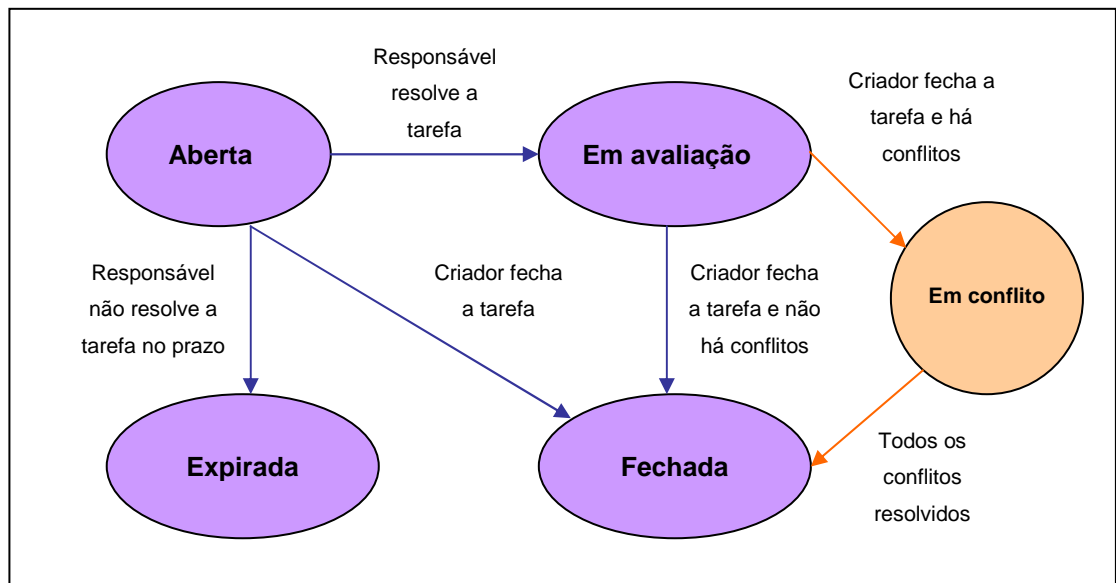 Responsável
resolve a
tarefa
Criador fecha a
tarefa e há
conflitos
Aberta
Em avaliação
Responsável
não resolve a
tarefa no prazo
Criador fecha
a tarefa
Criador fecha
a tarefa e não
há conflitos
Em conflito
Expirada
Fechada
Todos os
conflitos
resolvidos